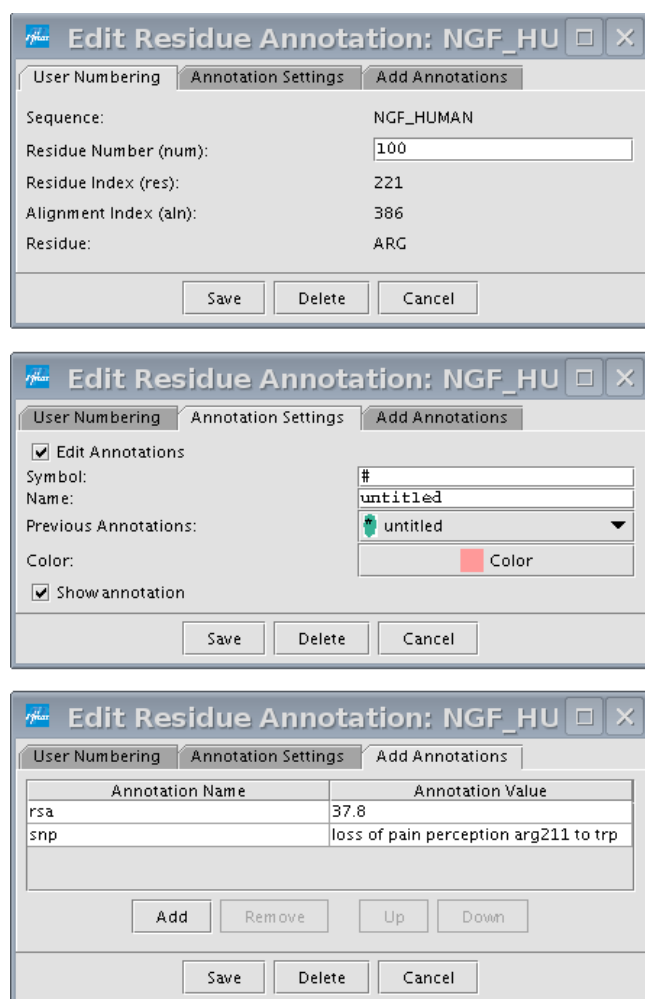 Edit Residue Annotation: NGF_HU
User Numbering Annotation Settings Add Annotations
Sequence: NGF_HUMAN
Residue Number (num): 100
Residue Index (res): 221
Alignment Index (aln): 386
Residue: ARG
Save Delete Cancel
Edit Residue Annotation: NGF_HU
User Numbering Annotation Settings Add Annotations
Edit Annotations
Symbol: #
Name: untitled
Previous Annotations: # untitled
Color: Color
Show annotation
Save Delete Cancel
Edit Residue Annotation: NGF_HU
User Numbering Annotation Settings Add Annotations
Annotation Name Annotation Value
rsa 37.8
snp loss of pain perception arg211 to trp
Add Remove Up Down
Save Delete Cancel